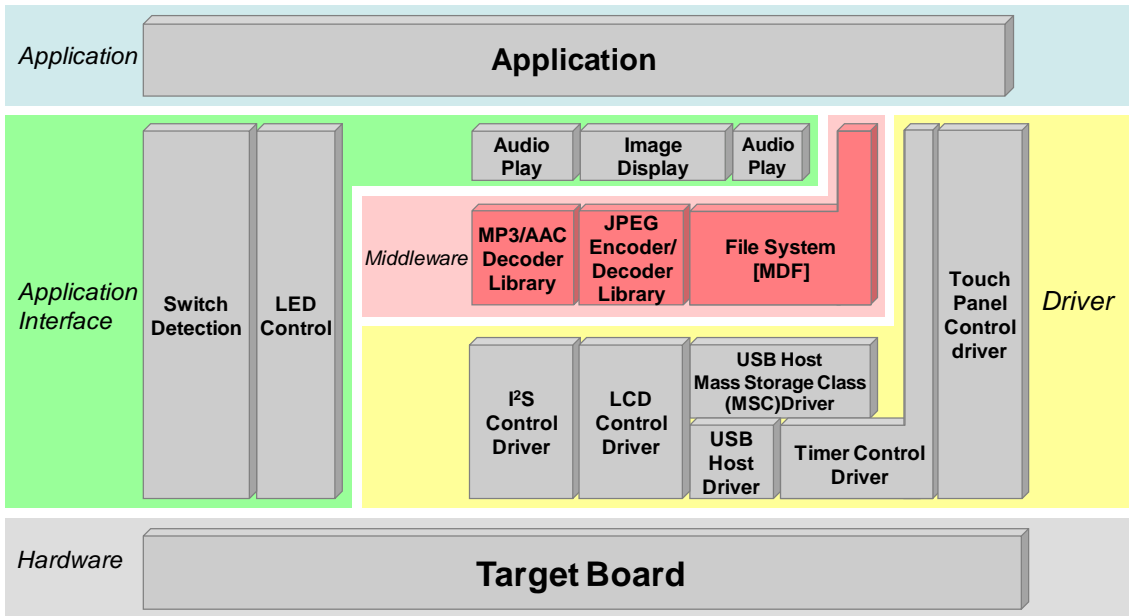 Application
Application
Application
Interface
Switch
Detection
LED
Control
Audio
Play
Image
Display
Audio
Play
Middleware
MP3/AAC
Decoder
Library
JPEG
Encoder/
Decoder
Library
File System
[MDF]
Touch
Panel
Control
driver
Driver
I²S
Control
Driver
LCD
Control
Driver
USB Host
Mass Storage Class
(MSC)Driver
USB
Host
Driver
Timer Control
Driver
Hardware
Target Board